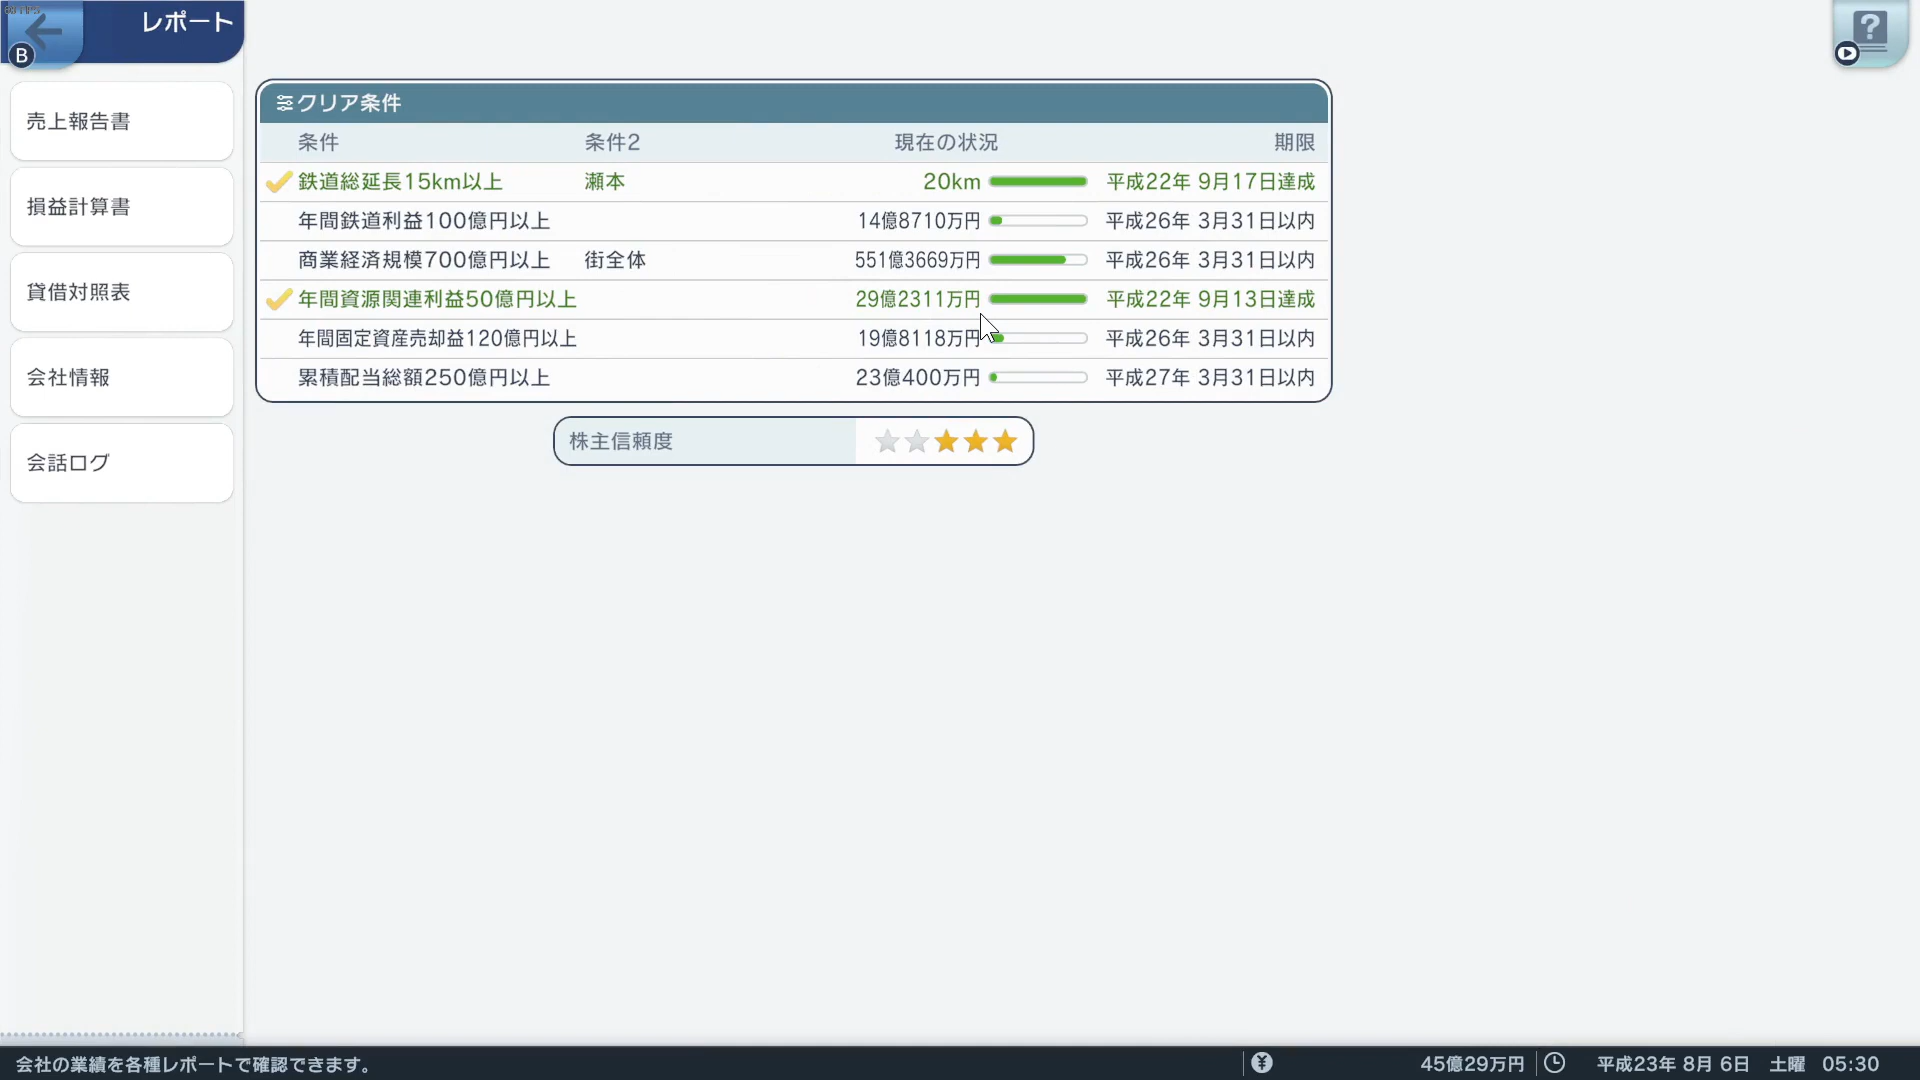 レポート
B
売上報告書
損益計算書
貸借対照表
会社情報
会話ログ
クリア条件
条件 条件2 現在の状況 期限
鉄道総延長15km以上 瀬本 20km 平成22年 9月17日達成
年間鉄道利益100億円以上 14億8710万円 平成26年 3月31日以内
商業経済規模700億円以上 街全体 551億3669万円 平成26年 3月31日以内
年間資源関連利益50億円以上 29億2311万円 平成22年 9月13日達成
年間固定資産売却益120億円以上 19億8118万円 平成26年 3月31日以内
累積配当総額250億円以上 23億400万円 平成27年 3月31日以内
株主信頼度
会社の業績を各種レポートで確認できます。
¥ 45億29万円 平成23年 8月 6日 土曜 05:30